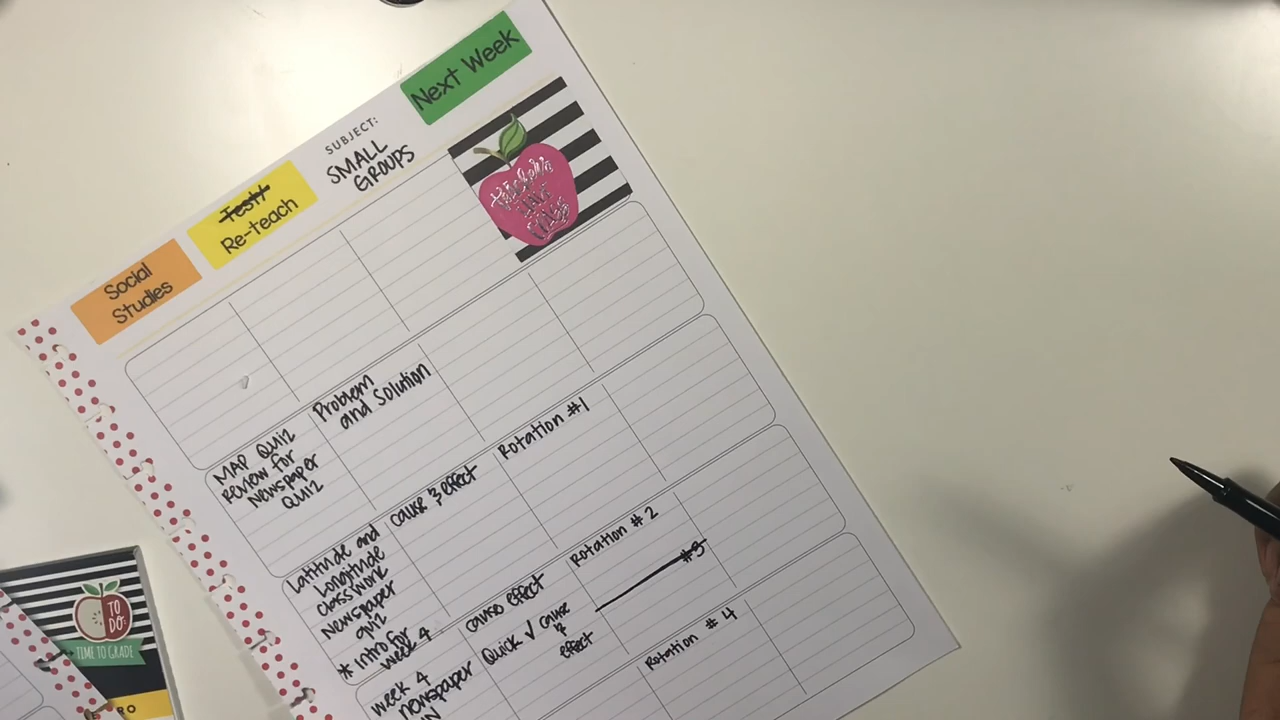 Next Week
SUBJECT:
SMALL
GROUPS
Test/
Re-teach
Social
Studies
MAP QUIZ
review for
Newspaper
QUIZ
Problem
and Solution
Latitude and
Longitude
classwork
Newspaper
quiz
* intro for
week 4
cause & effect
Rotation #1
week 4
newspaper
cause effect
Quick √ cause
&
effect
Rotation # 2
#3
Rotation # 4
TO
DO:
TIME TO GRADE